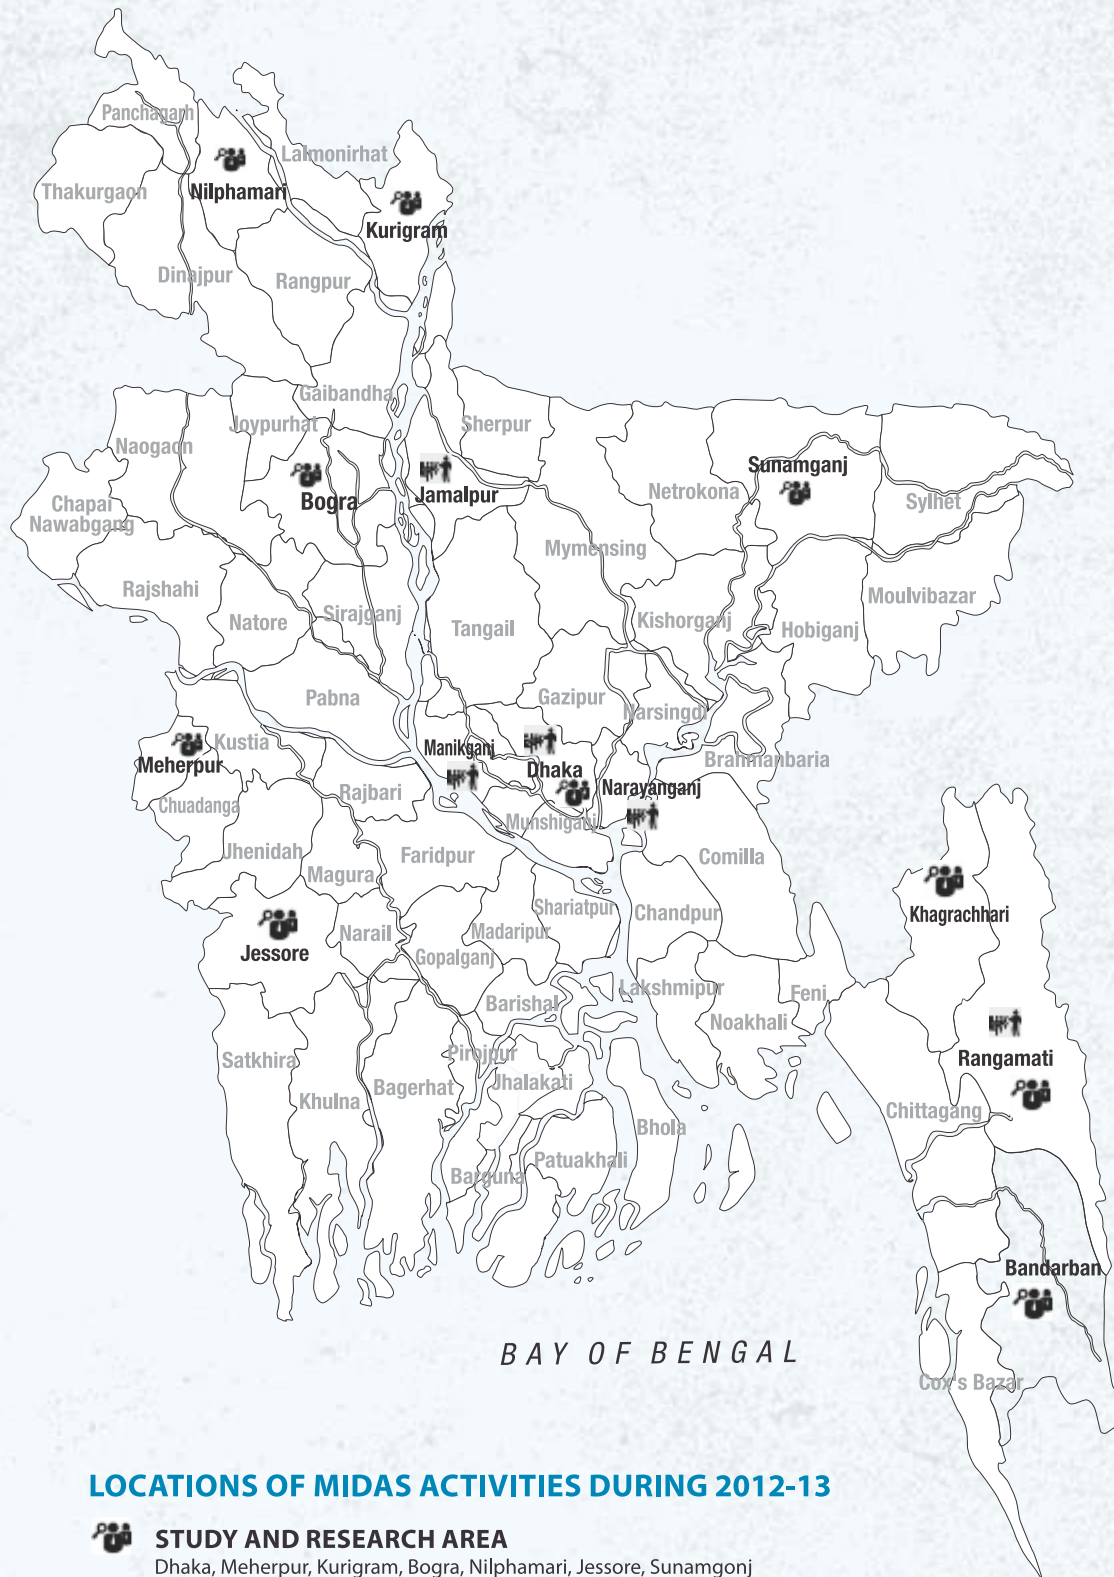 Panchagarh
Lalmonirhat
Thakurgaon
Nilphamari
Kurigram
Dinajpur
Rangpur
Gaibandha
Joypurhat
Sherpur
Naogaon
Sunamganj
Bogra
Jamalpur
Netrokona
Sylhet
Chapai
Nawabgang
Mymensing
Rajshahi
Moulvibazar
Natore
Sirajganj
Tangail
Kishorganj
Hobiganj
Pabna
Gazipur
Narsingdi
Kustia
Manikganj
Meherpur
Dhaka
Brahmanbaria
Narayanganj
Chuadanga
Rajbari
Munshiganj
Jhenidah
Faridpur
Comilla
Magura
Khagrachhari
Shariatpur
Chandpur
Narail
Madaripur
Jessore
Gopalganj
Lakshmipur
Feni
Barishal
Noakhali
Satkhira
Pirojpur
Rangamati
Jhalakati
Bagerhat
Khulna
Chittagang
Bhola
Patuakhali
Barguna
Bandarban
BAY OF BENGAL
Cox's Bazar
LOCATIONS OF MIDAS ACTIVITIES DURING 2012-13
STUDY AND RESEARCH AREA
Dhaka, Meherpur, Kurigram, Bogra, Nilphamari, Jessore, Sunamgonj